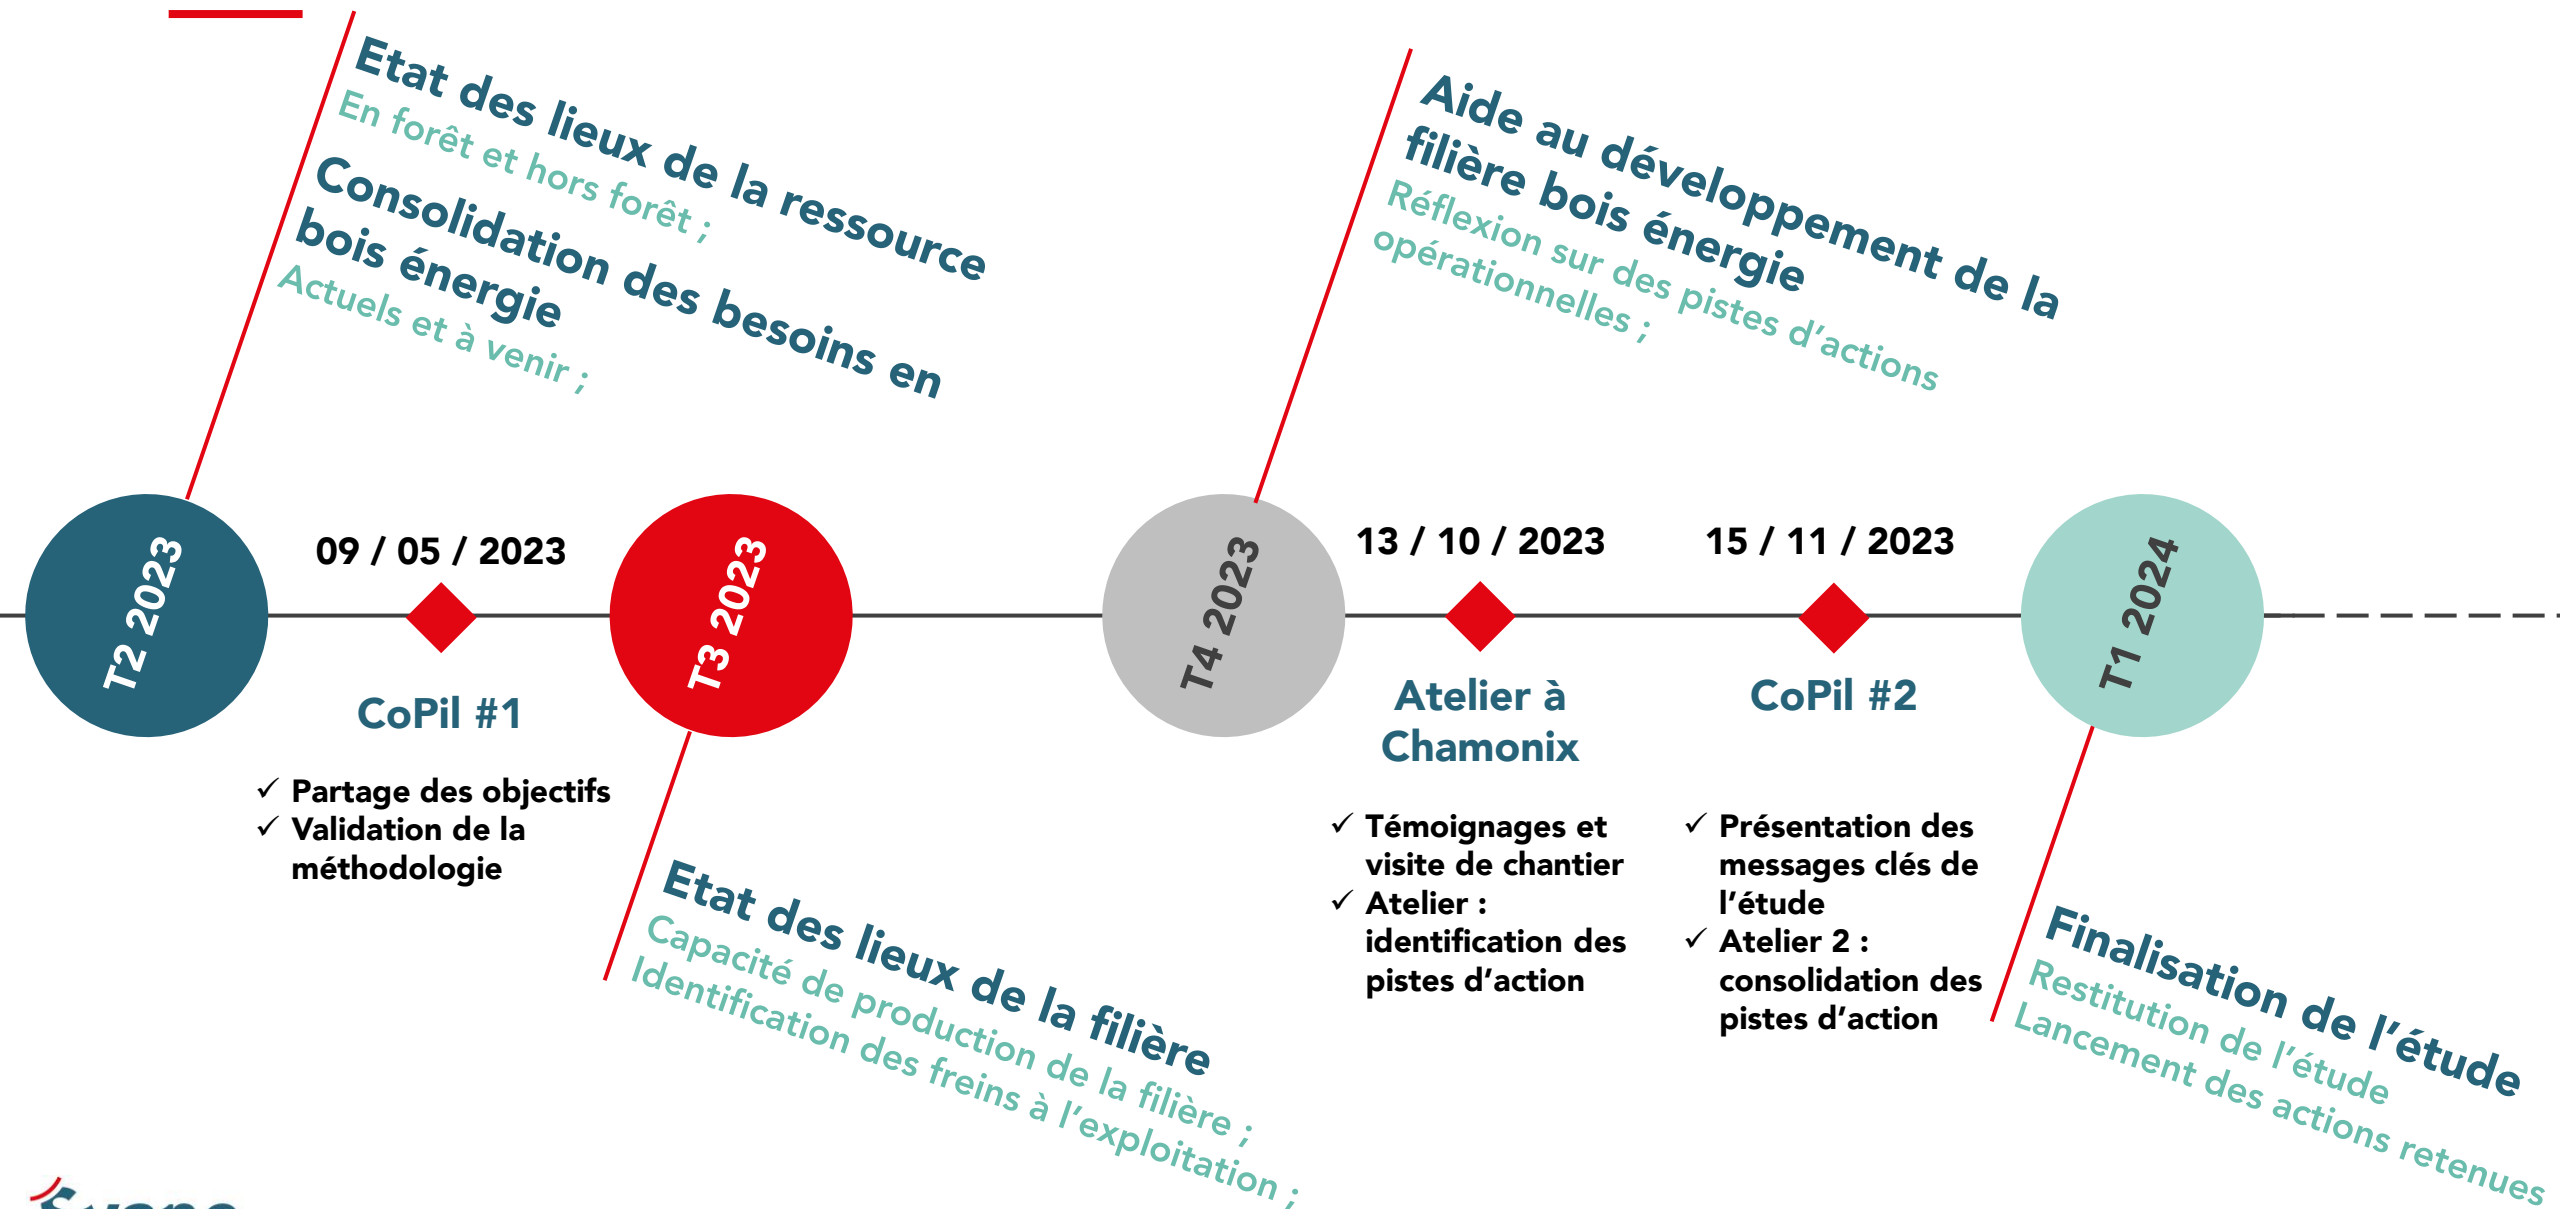 Etat des lieux de la ressource
En forêt et hors forêt ;
Consolidation des besoins en
bois énergie
Actuels et à venir ;
Aide au développement de la
filière bois énergie
Réflexion sur des pistes d’actions
opérationnelles ;
T2 2023
09 / 05 / 2023
CoPil #1
✓ Partage des objectifs
✓ Validation de la
méthodologie
T3 2023
Etat des lieux de la filière
Capacité de production de la filière ;
Identification des freins à l’exploitation ;
T4 2023
13 / 10 / 2023
Atelier à
Chamonix
✓ Témoignages et
visite de chantier
✓ Atelier :
identification des
pistes d’action
15 / 11 / 2023
CoPil #2
✓ Présentation des
messages clés de
l’étude
✓ Atelier 2 :
consolidation des
pistes d’action
T1 2024
Finalisation de l’étude
Restitution de l’étude
Lancement des actions retenues